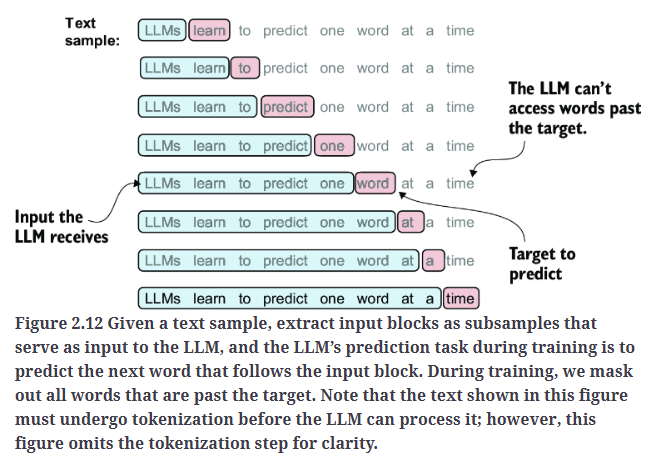 Text
sample:
LLMs learn to predict one word at a time
LLMs learn to predict one word at a time
The LLM can’t
access words past
the target.
LLMs learn to predict one word at a time
LLMs learn to predict one word at a time
LLMs learn to predict one word at a time
Input the
LLM receives
LLMs learn to predict one word at a time
Target to
predict
LLMs learn to predict one word at a time
LLMs learn to predict one word at a time
Figure 2.12 Given a text sample, extract input blocks as subsamples that
serve as input to the LLM, and the LLM’s prediction task during training is to
predict the next word that follows the input block. During training, we mask
out all words that are past the target. Note that the text shown in this figure
must undergo tokenization before the LLM can process it; however, this
figure omits the tokenization step for clarity.